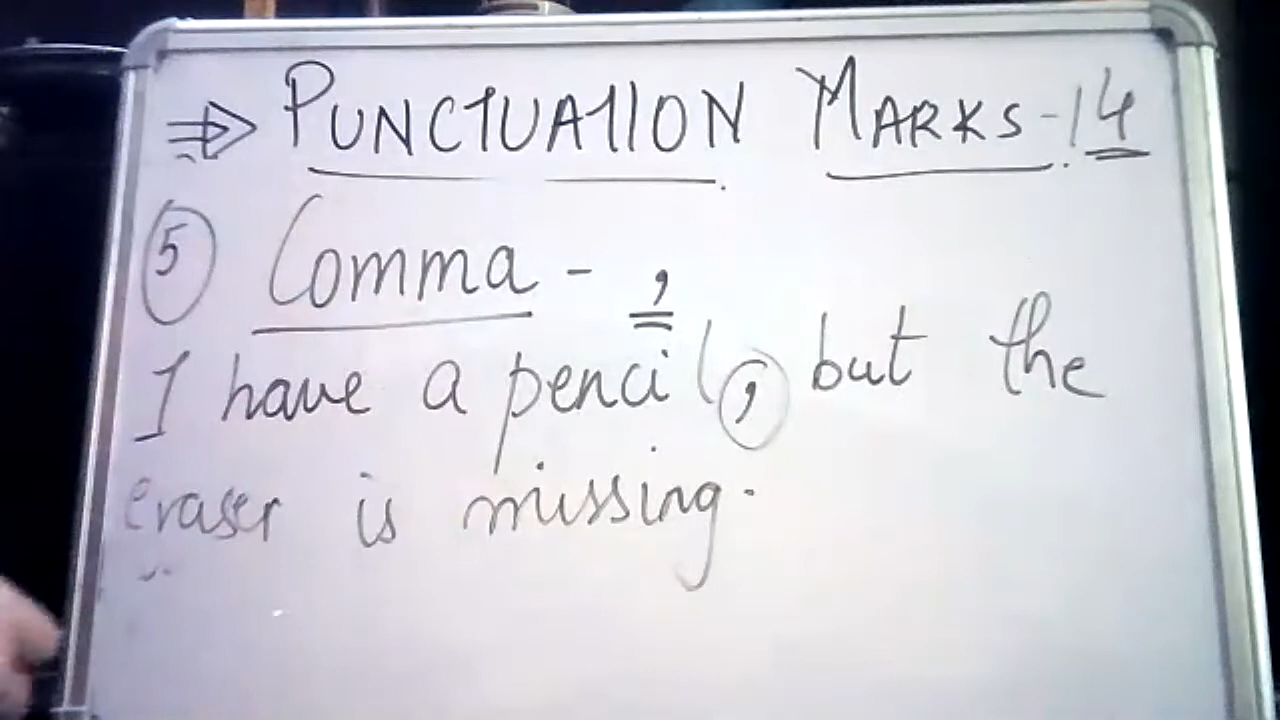 ⇒ PUNCTUATION MARKS - 14
5 Comma - ,
I have a pencil, but the
eraser is missing.